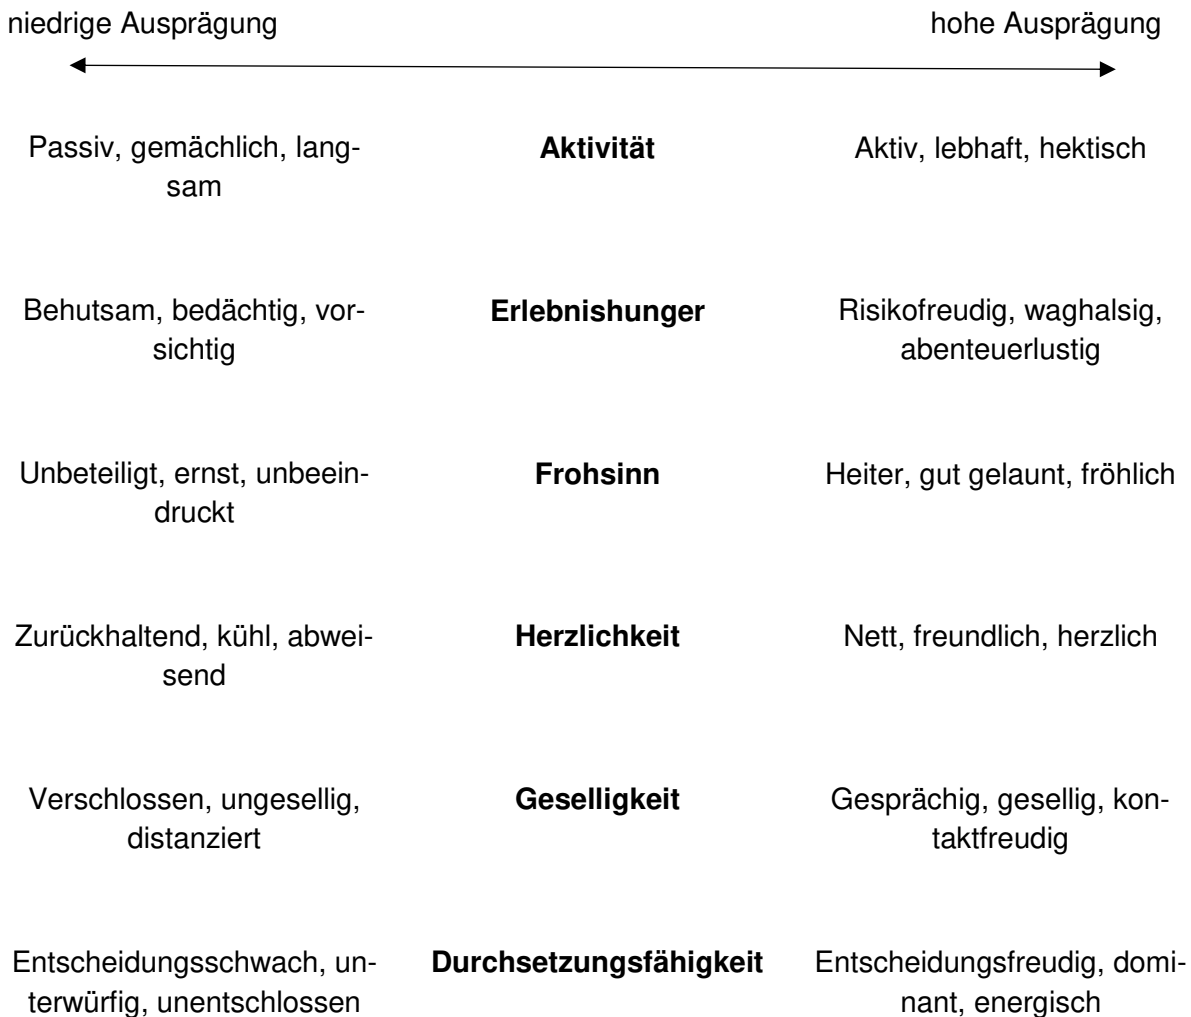 niedrige Ausprägung hohe Ausprägung
Passiv, gemächlich, lang-
sam
Aktivität
Aktiv, lebhaft, hektisch
Behutsam, bedächtig, vor-
sichtig
Erlebnishunger
Risikofreudig, waghalsig,
abenteuerlustig
Unbeteiligt, ernst, unbeein-
druckt
Frohsinn
Heiter, gut gelaunt, fröhlich
Zurückhaltend, kühl, abwei-
send
Herzlichkeit
Nett, freundlich, herzlich
Verschlossen, ungesellig,
distanziert
Geselligkeit
Gesprächig, gesellig, kon-
taktfreudig
Entscheidungsschwach, un-
terwürfig, unentschlossen
Durchsetzungsfähigkeit
Entscheidungsfreudig, domi-
nant, energisch